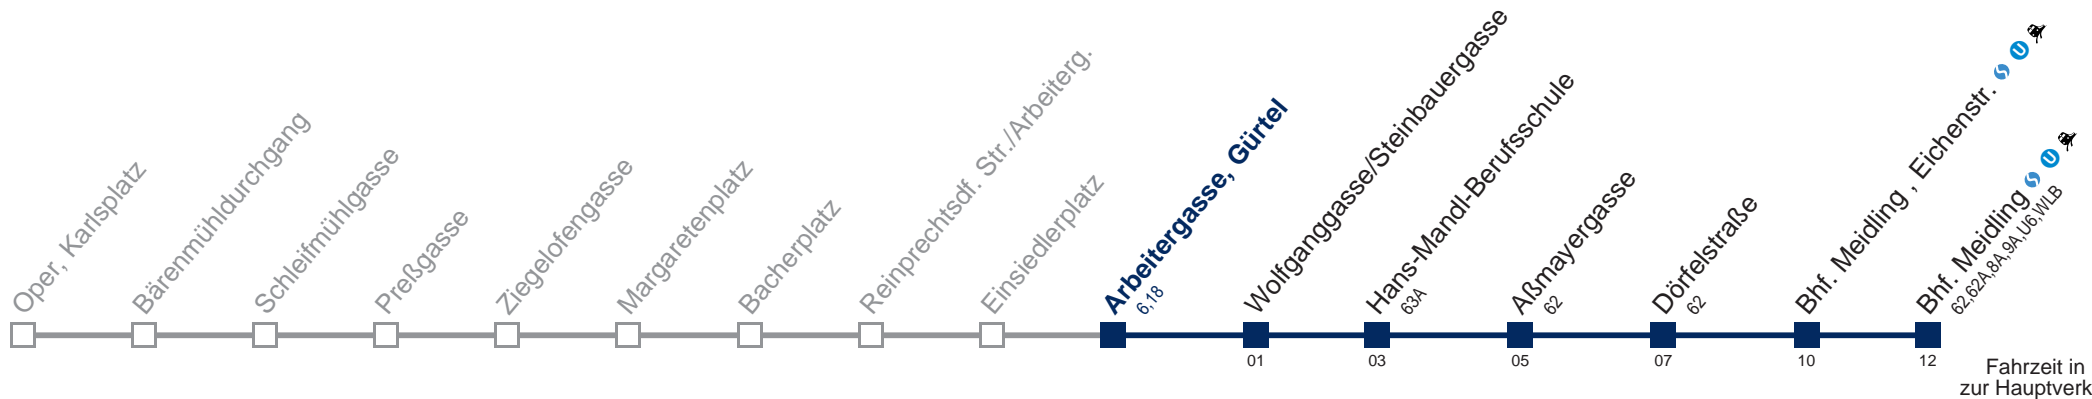 Oper, Karlsplatz
Bärenmühldurchgang
Schleifmühlgasse
Preßgasse
Ziegelofengasse
Margaretenplatz
Bacherplatz
Reinprechtsdf. Str./Arbeiterg.
Einsiedlerplatz
Arbeitergasse, Gürtel
6,18
Wolfganggasse/Steinbauergasse
Hans-Mandl-Berufsschule
63A
Aßmayergasse
62
Dörfelstraße
62
Bhf. Meidling , Eichenstr. S U
Bhf. Meidling S U
62,62A,8A,9A,U6,WLB
01
03
05
07
10
12
Fahrzeit in
zur Hauptverk